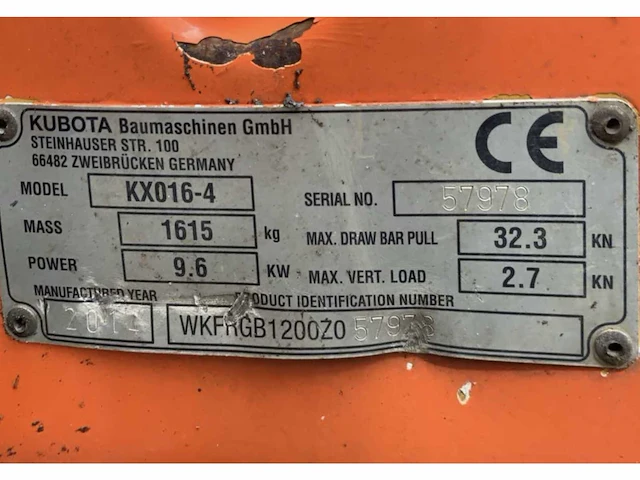 KUBOTA Baumaschinen GmbH
STEINHAUSER STR. 100
66482 ZWEIBRÜCKEN GERMANY
CE
MODEL KX016-4
SERIAL NO. 57978
MASS 1615 kg
MAX. DRAW BAR PULL 32.3 KN
POWER 9.6 KW
MAX. VERT. LOAD 2.7 KN
MANUFACTURED YEAR
PRODUCT IDENTIFICATION NUMBER
WKFRGB1200Z057978